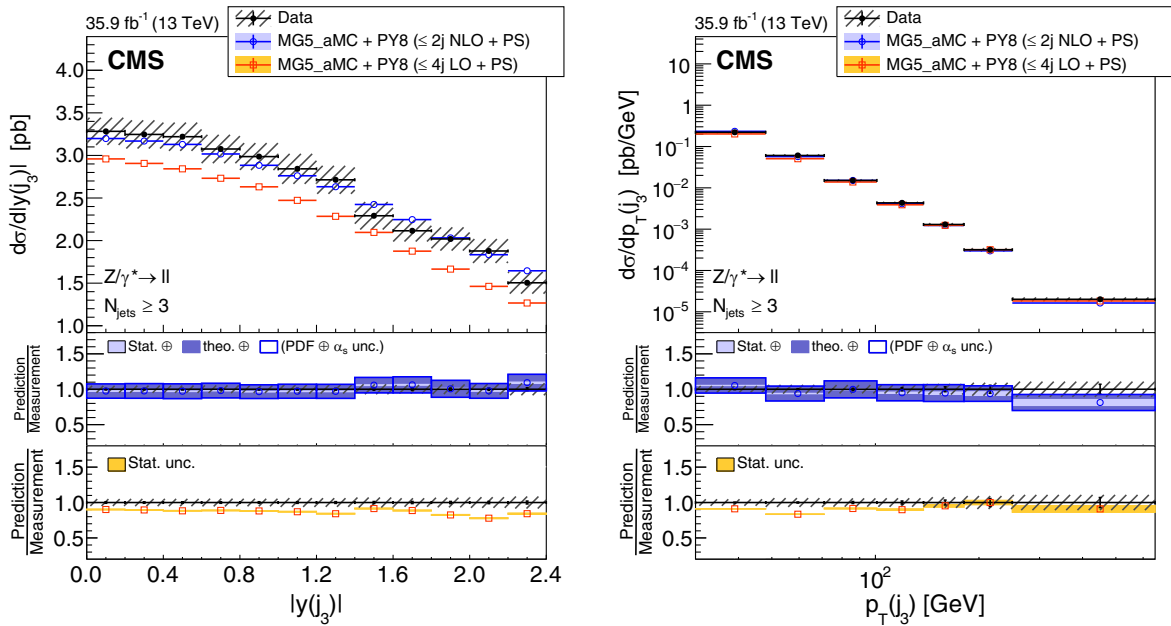 35.9 fb⁻¹ (13 TeV)
Data
MG5_aMC + PY8 (≤ 2j NLO + PS)
MG5_aMC + PY8 (≤ 4j LO + PS)
CMS
dσ/d|y(j₃)| [pb]
4.0
3.5
3.0
2.5
2.0
1.5
1.0
Z/γ* → ll
N_jets ≥ 3
Stat. ⊕ theo. ⊕ (PDF ⊕ α_s unc.)
Prediction
Measurement
1.5
1.0
0.5
Stat. unc.
Prediction
Measurement
1.5
1.0
0.5
0.0 0.4 0.8 1.2 1.6 2.0 2.4
|y(j₃)|
35.9 fb⁻¹ (13 TeV)
Data
MG5_aMC + PY8 (≤ 2j NLO + PS)
MG5_aMC + PY8 (≤ 4j LO + PS)
CMS
dσ/dp_T(j₃) [pb/GeV]
10
1
10⁻¹
10⁻²
10⁻³
10⁻⁴
10⁻⁵
Z/γ* → ll
N_jets ≥ 3
Stat. ⊕ theo. ⊕ (PDF ⊕ α_s unc.)
Prediction
Measurement
1.5
1.0
0.5
Stat. unc.
Prediction
Measurement
1.5
1.0
0.5
10²
p_T(j₃) [GeV]